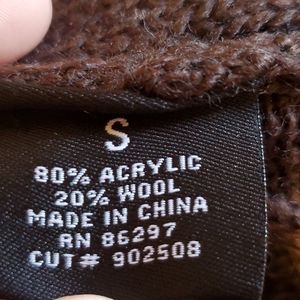 S
80% ACRYLIC
20% WOOL
MADE IN CHINA
RN 86297
CUT# 902508